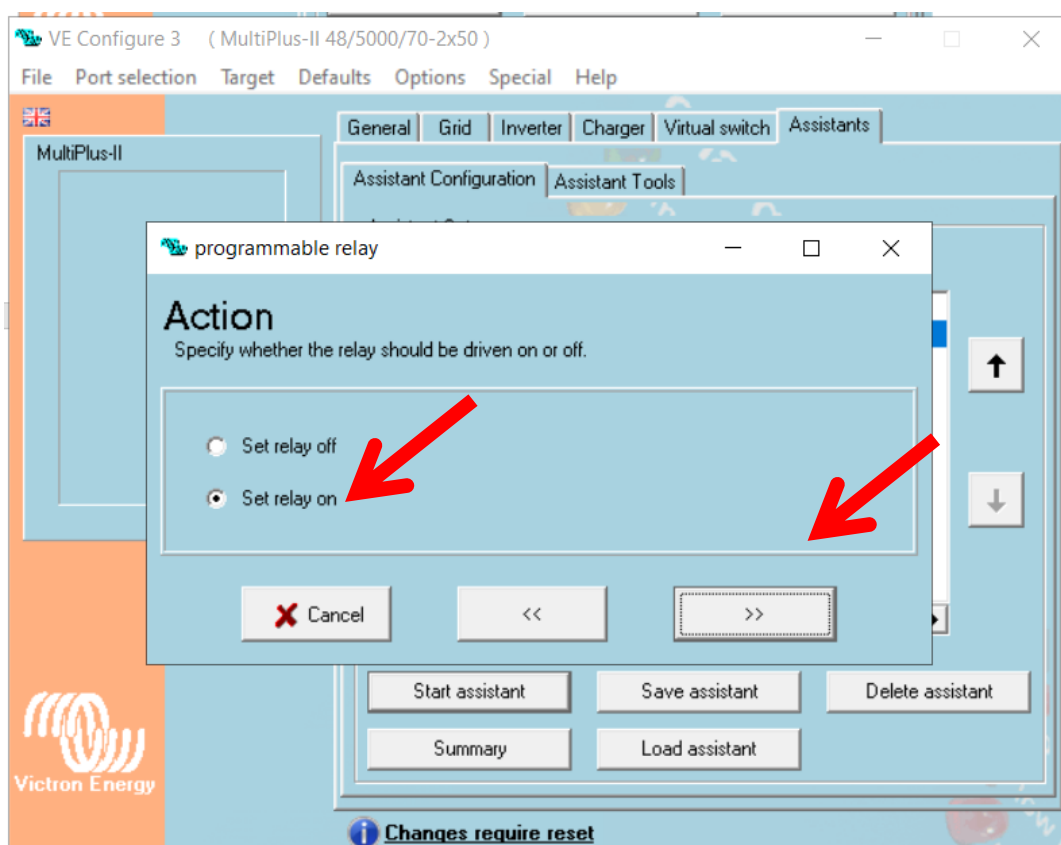 VE Configure 3 ( MultiPlus-II 48/5000/70-2x50 )
File Port selection Target Defaults Options Special Help
General Grid Inverter Charger Virtual switch Assistants
MultiPlus-II
Assistant Configuration Assistant Tools
programmable relay
Action
Specify whether the relay should be driven on or off.
Set relay off
Set relay on
Cancel << >>
Start assistant Save assistant Delete assistant
Summary Load assistant
Victron Energy
Changes require reset